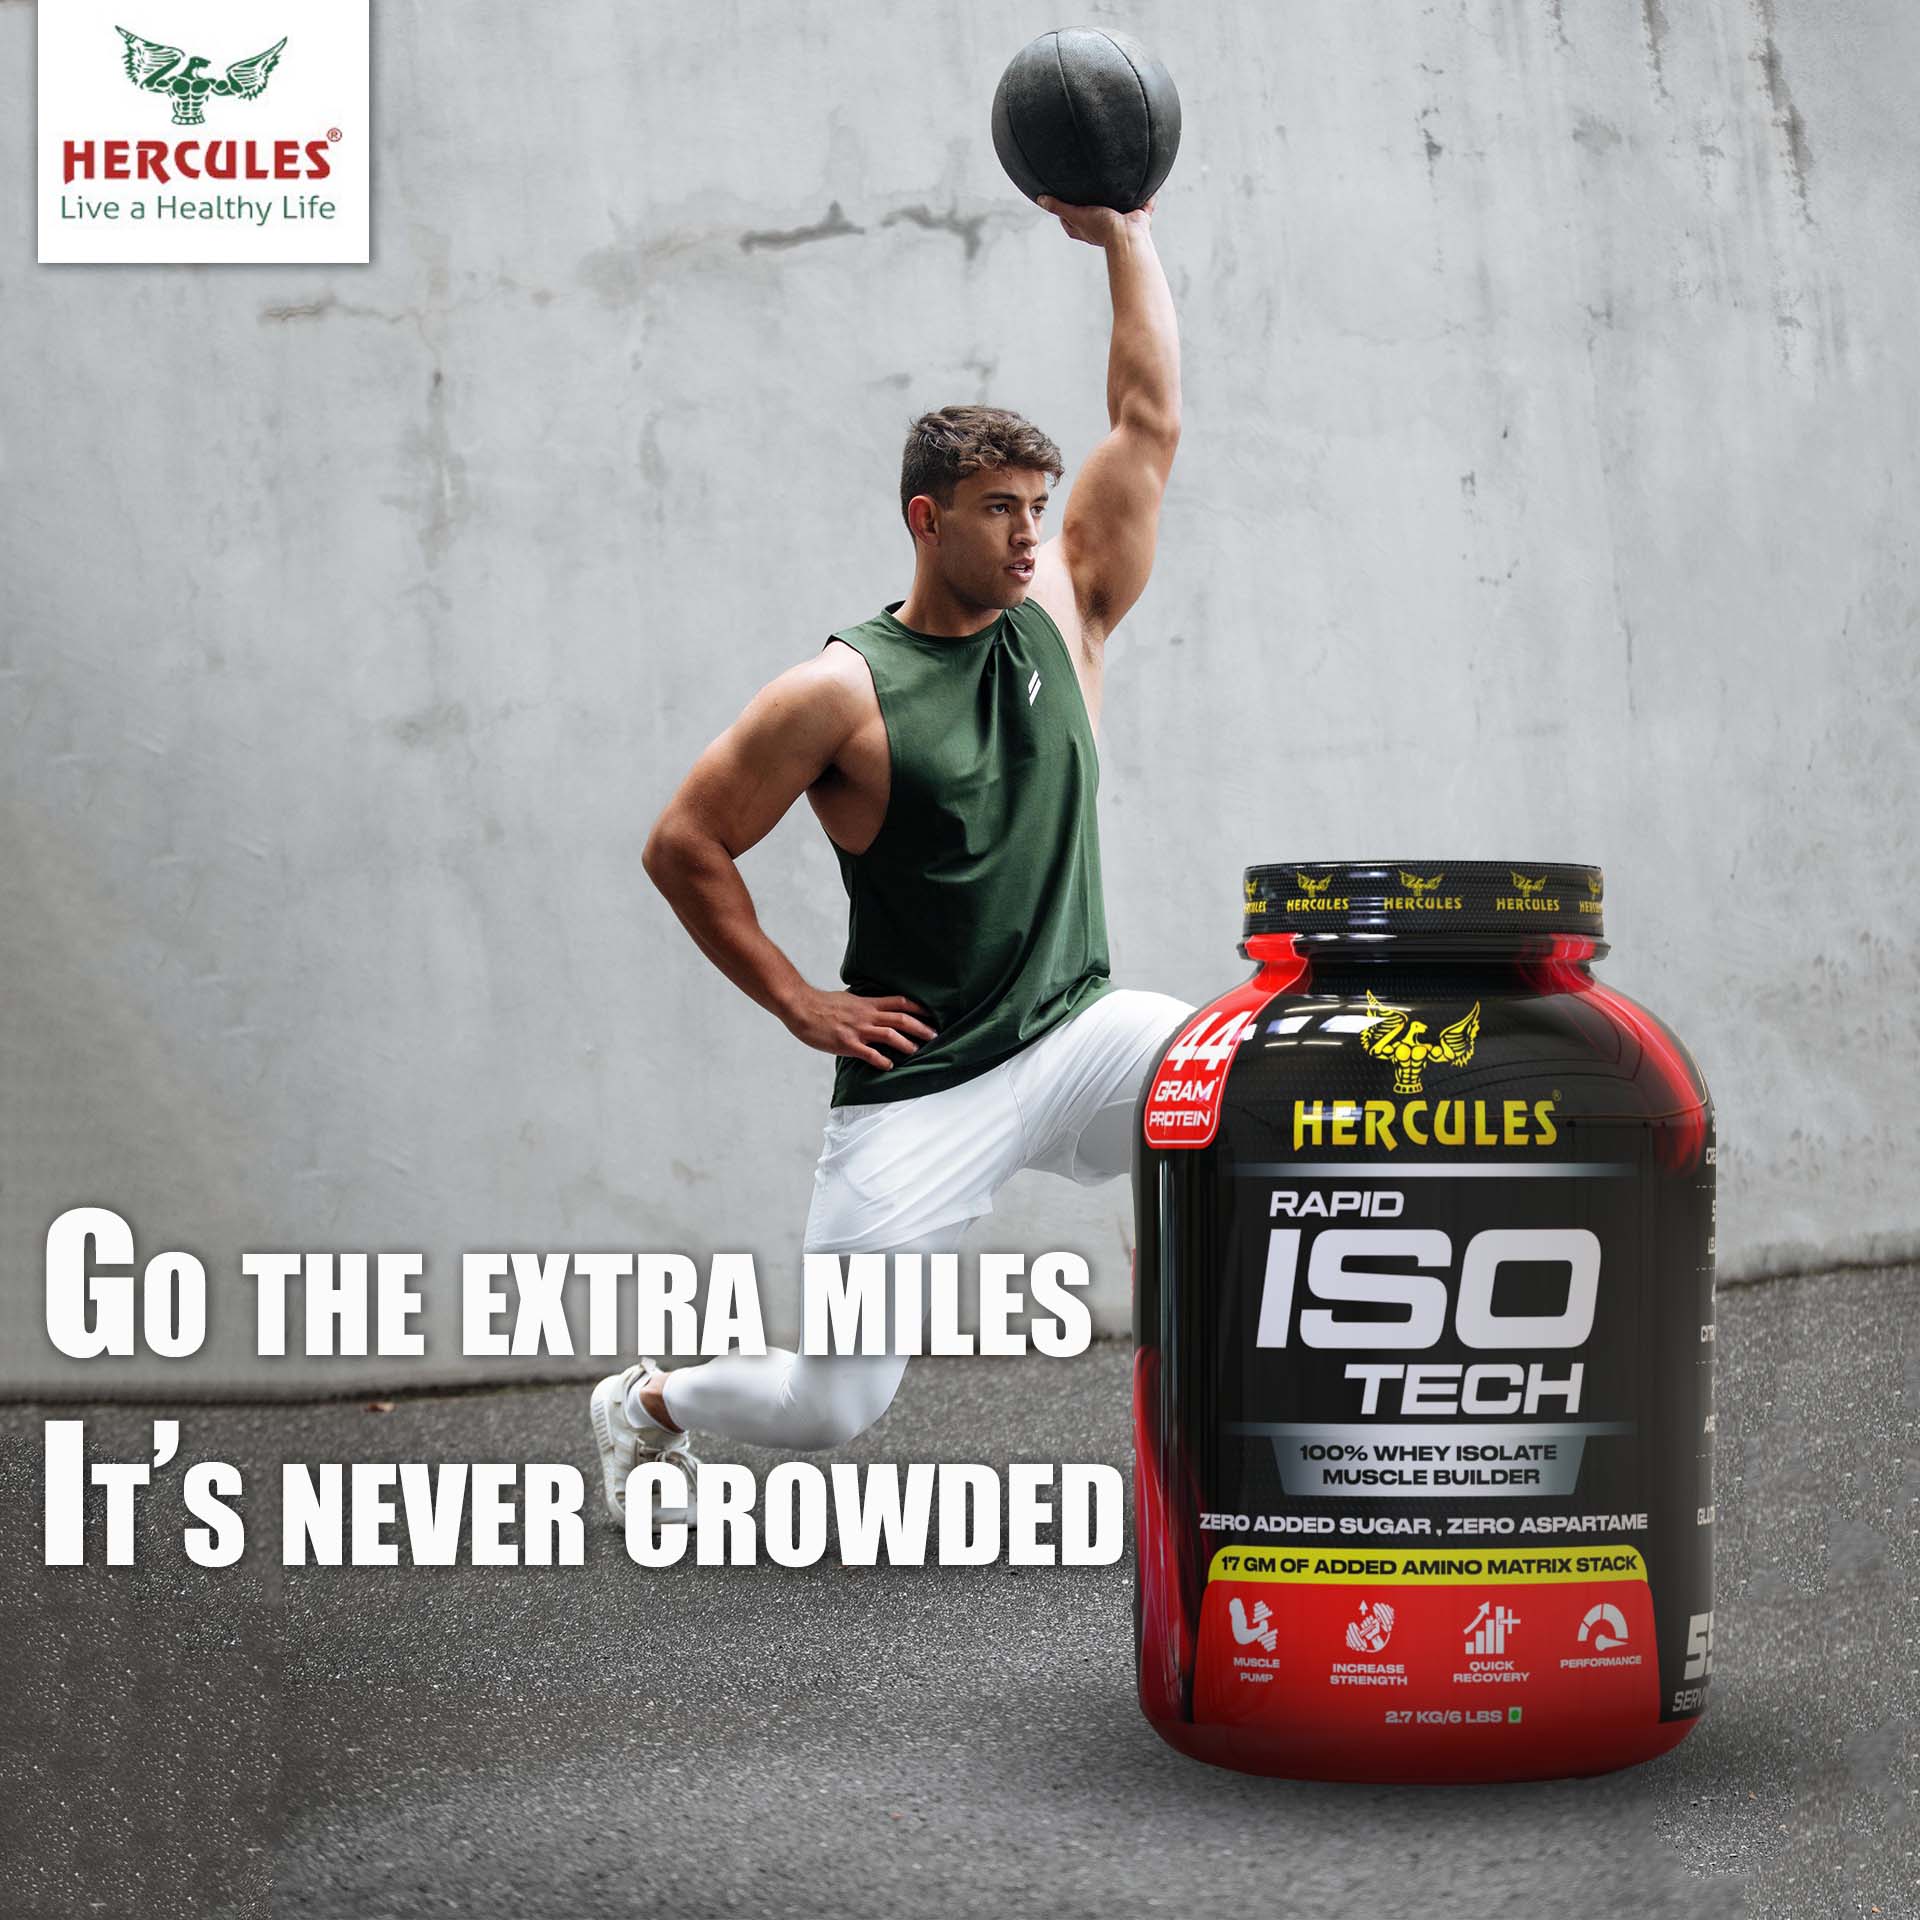 HERCULES®
Live a Healthy Life
GO THE EXTRA MILES
IT'S NEVER CROWDED
HERCULES HERCULES HERCULES
44
GRAM*
PROTEIN
HERCULES®
RAPID
ISO
TECH
100% WHEY ISOLATE
MUSCLE BUILDER
ZERO ADDED SUGAR , ZERO ASPARTAME
17 GM OF ADDED AMINO MATRIX STACK
MUSCLE
PUMP
INCREASE
STRENGTH
QUICK
RECOVERY
PERFORMANCE
2.7 KG/6 LBS